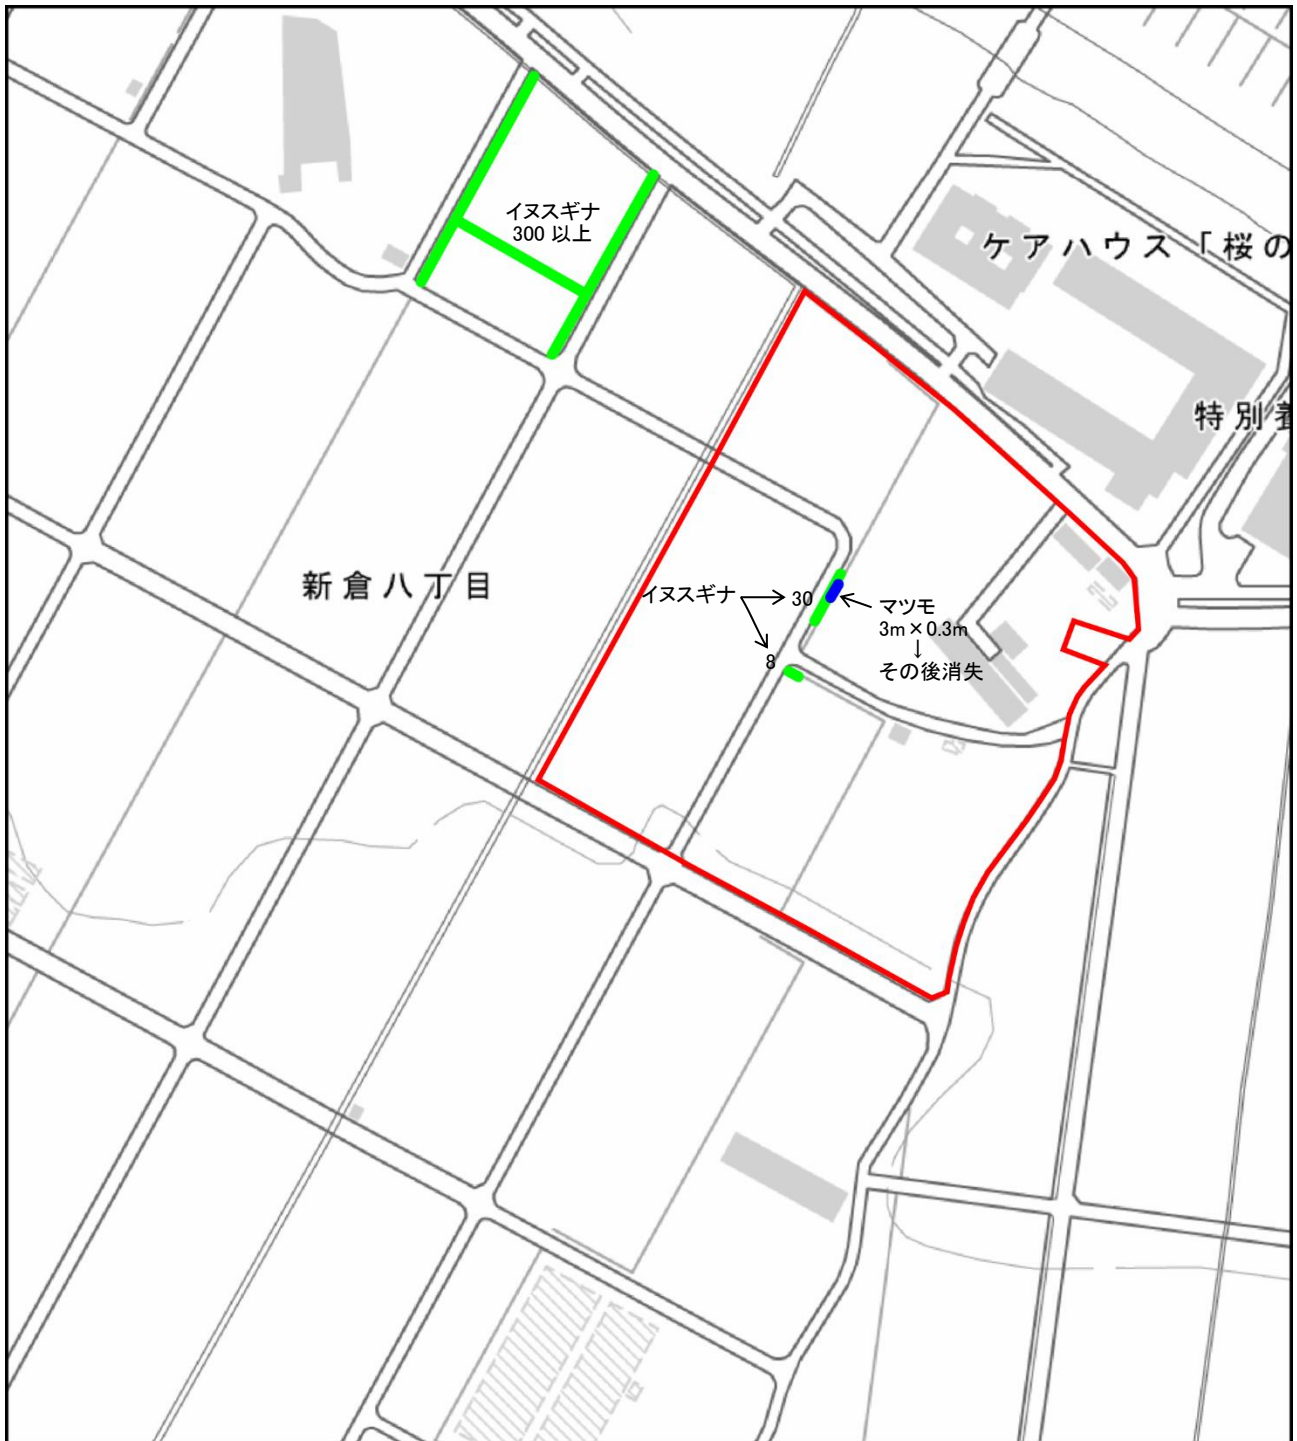 イヌスギナ
300 以上
ケアハウス「桜の
特別養
新倉八丁目
イヌスギナ
30
8
マツモ
3m×0.3m
↓
その後消失